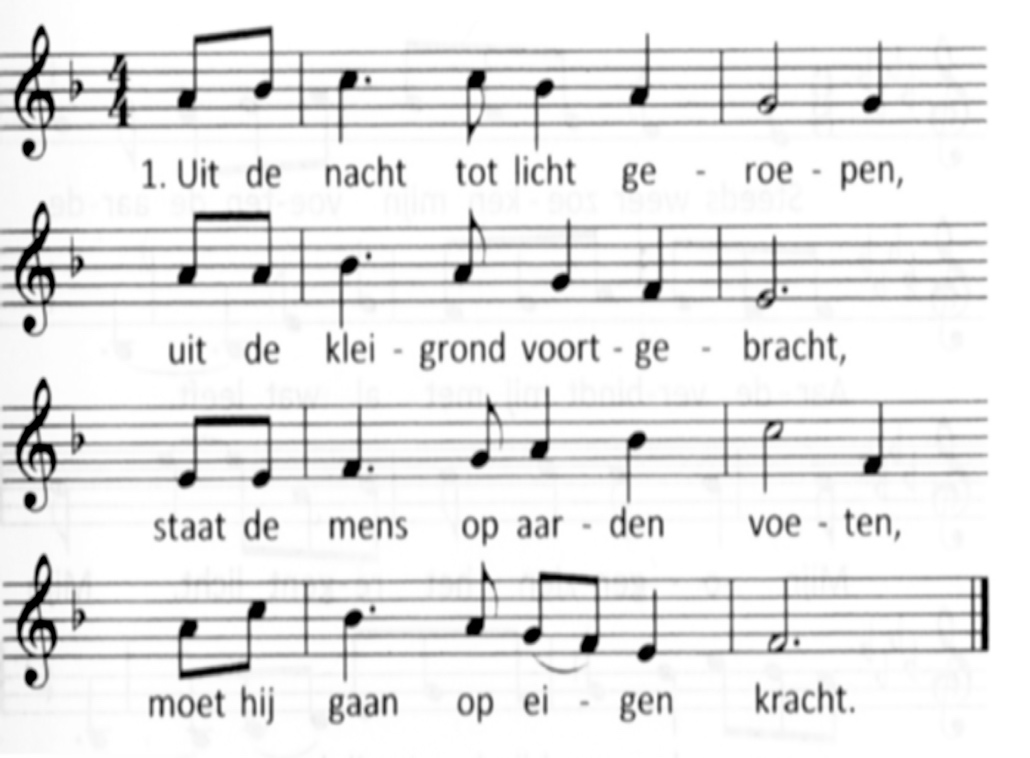 1. Uit de nacht tot licht ge - roe - pen,
uit de klei - grond voort - ge - bracht,
staat de mens op aar - den voe - ten,
moet hij gaan op ei - gen kracht.